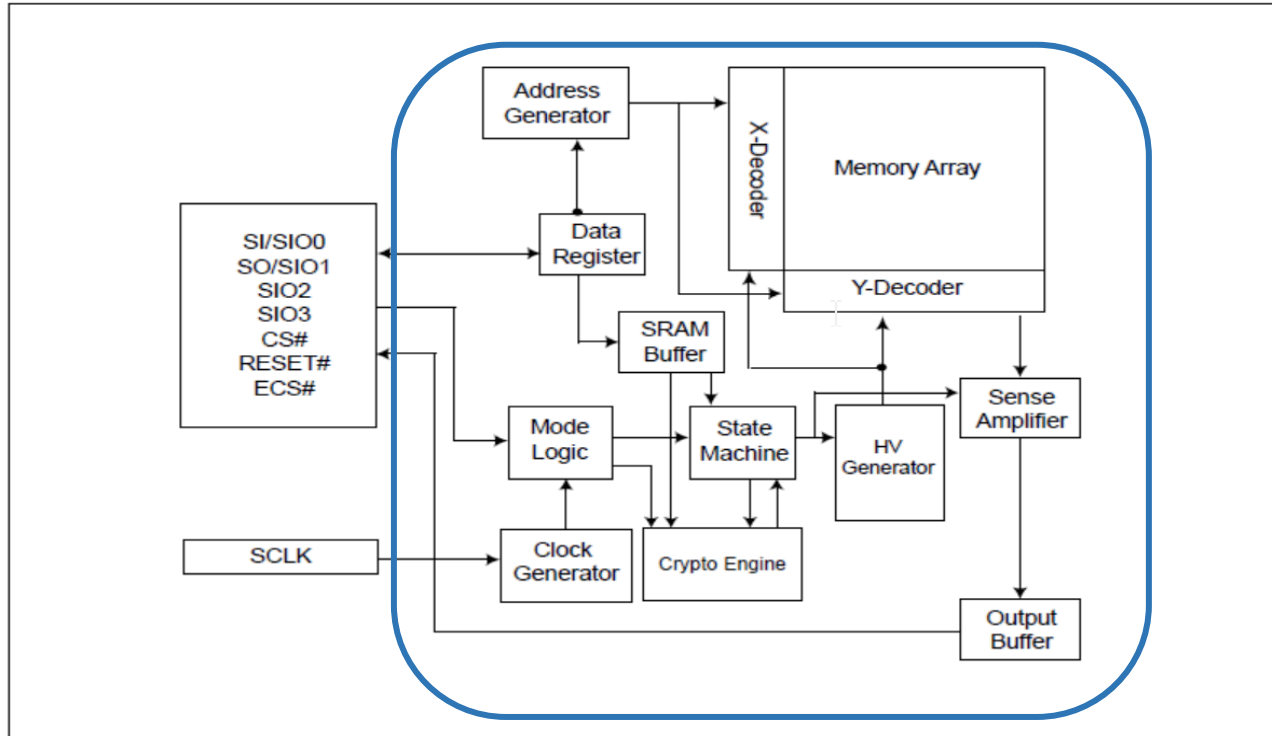 Address
Generator
X-Decoder
Memory Array
SI/SIO0
SO/SIO1
SIO2
SIO3
CS#
RESET#
ECS#
Data
Register
Y-Decoder
SRAM
Buffer
Sense
Amplifier
Mode
Logic
State
Machine
HV
Generator
SCLK
Clock
Generator
Crypto Engine
Output
Buffer